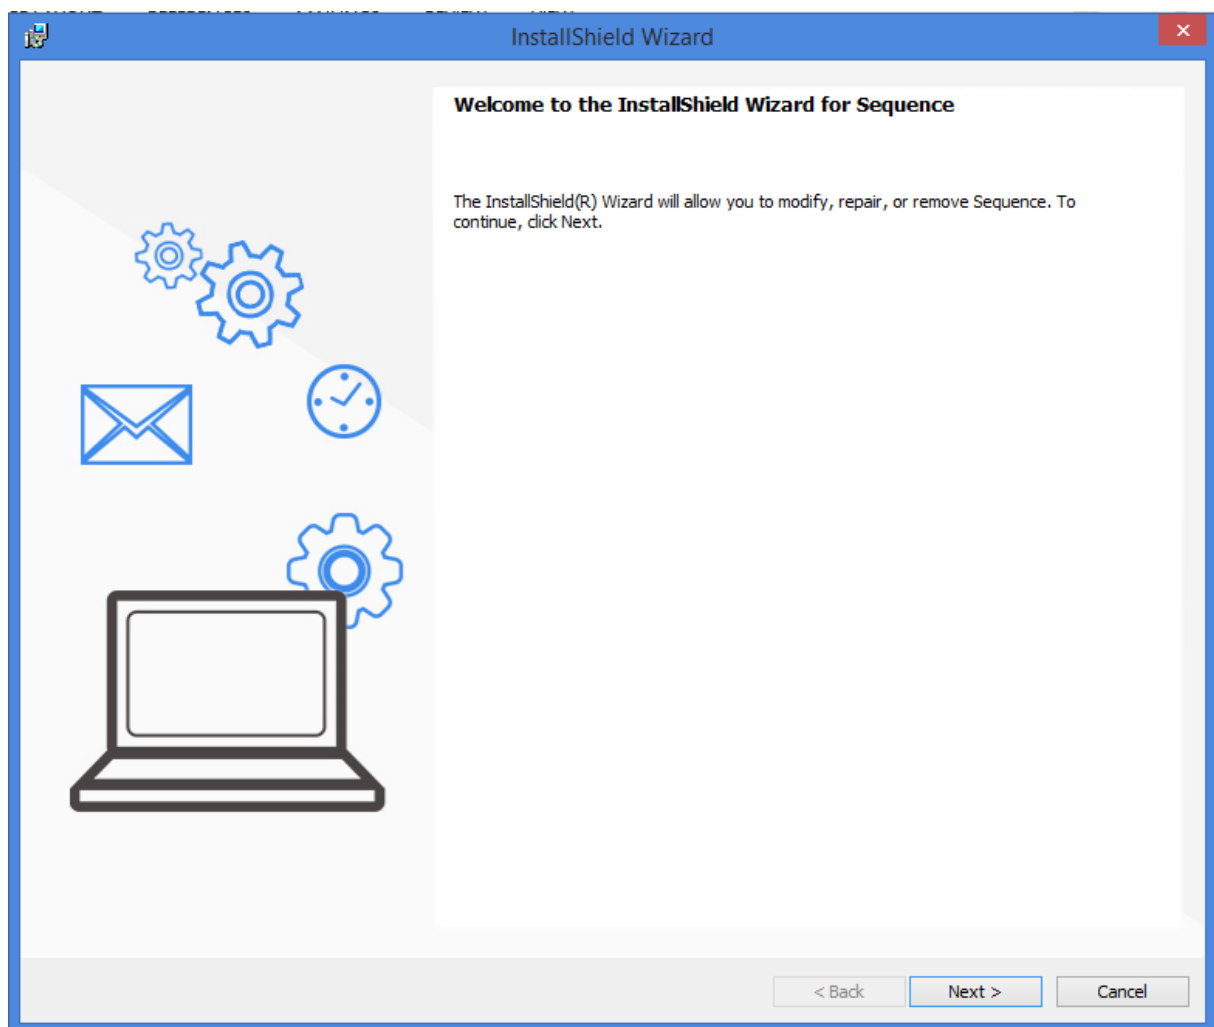 InstallShield Wizard
Welcome to the InstallShield Wizard for Sequence
The InstallShield(R) Wizard will allow you to modify, repair, or remove Sequence. To
continue, click Next.
< Back Next > Cancel